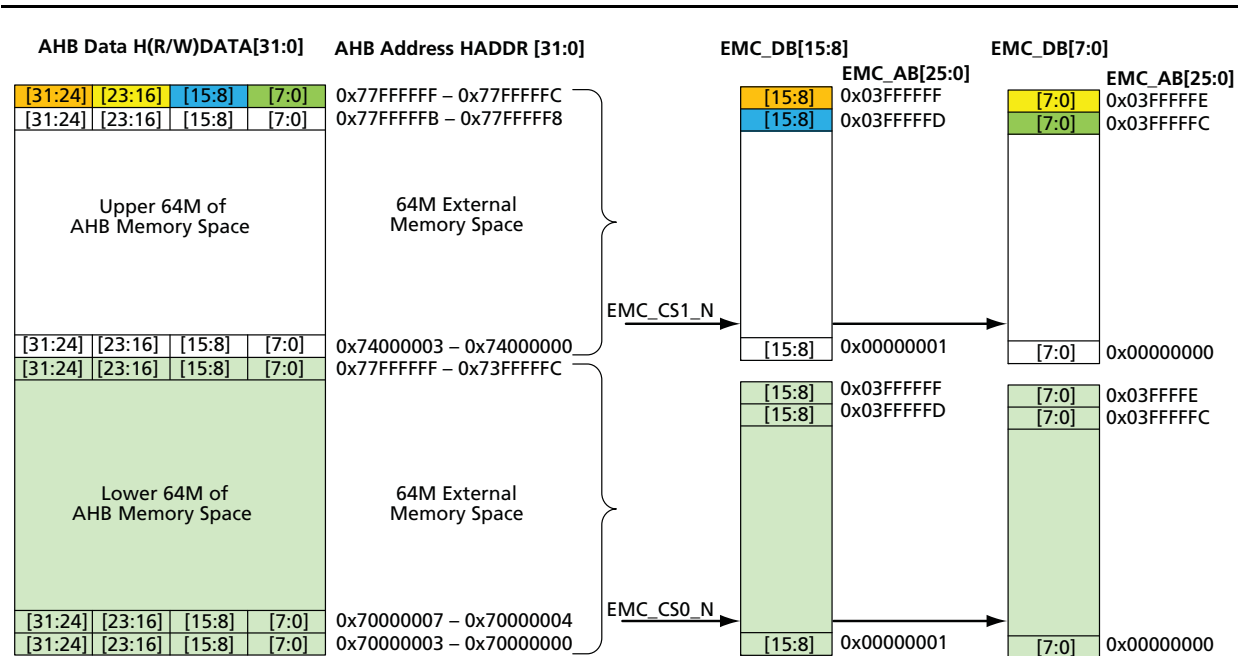 AHB Data H(R/W)DATA[31:0] AHB Address HADDR [31:0] EMC_DB[15:8] EMC_DB[7:0]
EMC_AB[25:0] EMC_AB[25:0]
[31:24] [23:16] [15:8] [7:0] 0x77FFFFFF – 0x77FFFFFC [15:8] 0x03FFFFFF [7:0] 0x03FFFFFE
[31:24] [23:16] [15:8] [7:0] 0x77FFFFFB – 0x77FFFFF8 [15:8] 0x03FFFFFD [7:0] 0x03FFFFFC
Upper 64M of 64M External
AHB Memory Space Memory Space
EMC_CS1_N
[31:24] [23:16] [15:8] [7:0] 0x74000003 – 0x74000000 [15:8] 0x00000001 [7:0] 0x00000000
[31:24] [23:16] [15:8] [7:0] 0x77FFFFFF – 0x73FFFFFC
[15:8] 0x03FFFFFF [7:0] 0x03FFFFE
[15:8] 0x03FFFFFD [7:0] 0x03FFFFFC
Lower 64M of 64M External
AHB Memory Space Memory Space
EMC_CS0_N
[31:24] [23:16] [15:8] [7:0] 0x70000007 – 0x70000004
[31:24] [23:16] [15:8] [7:0] 0x70000003 – 0x70000000 [15:8] 0x00000001 [7:0] 0x00000000